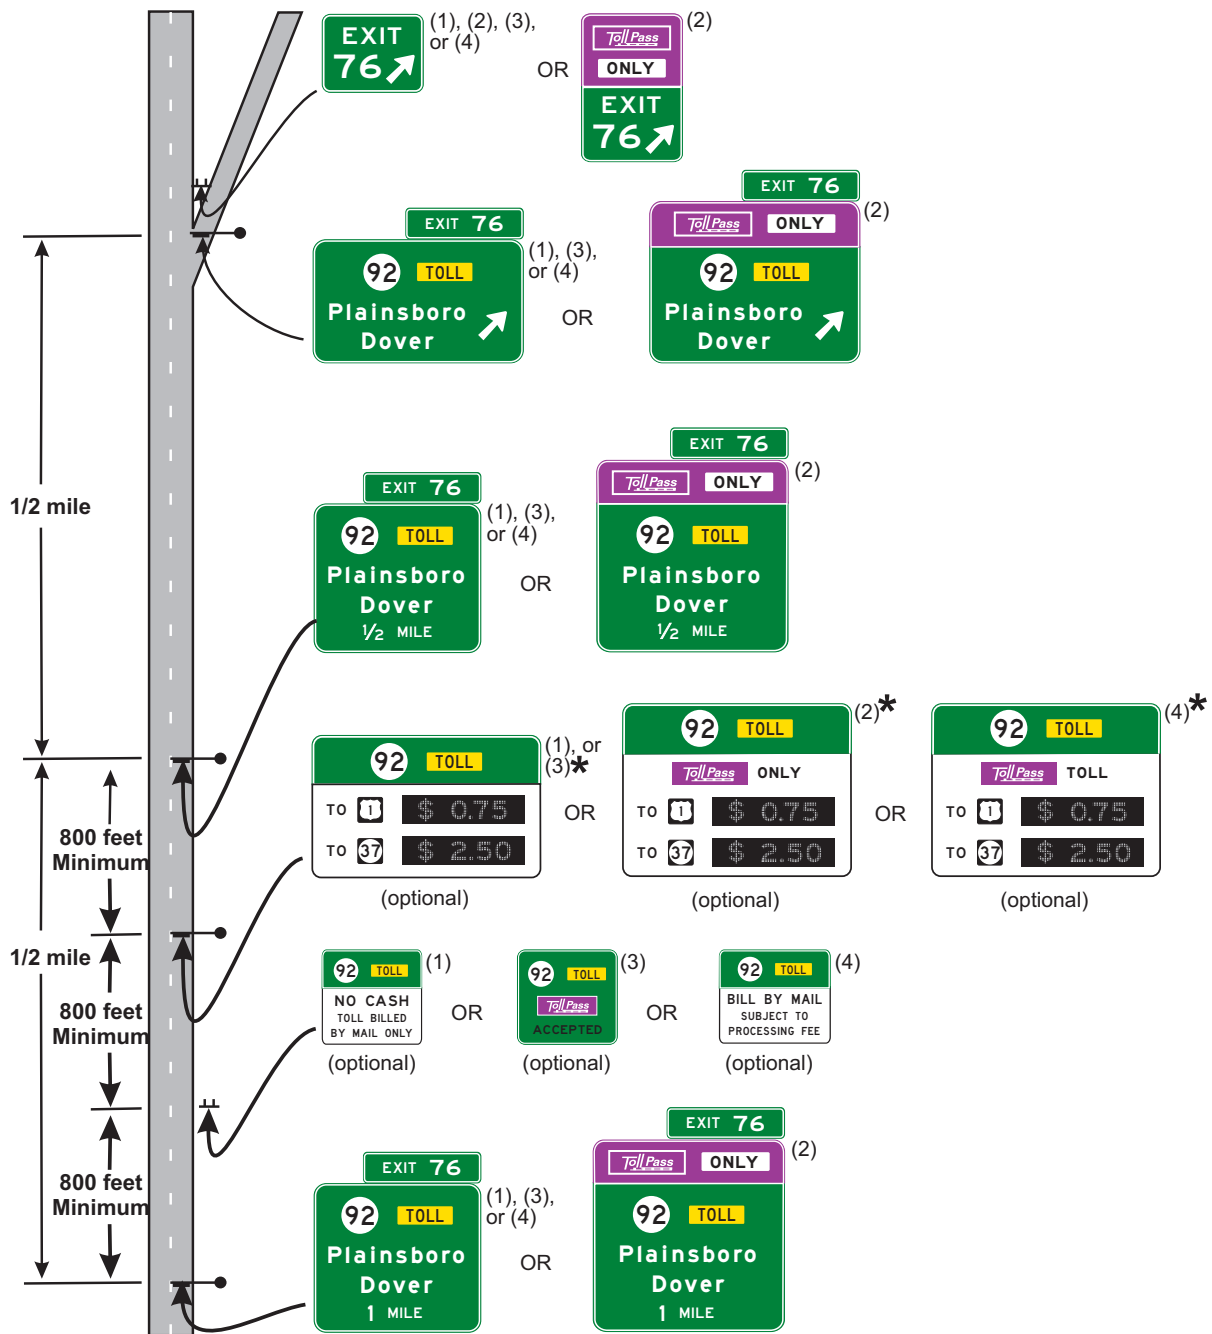 EXIT
76
(1), (2), (3),
or (4)
OR
Toll Pass
ONLY
EXIT
76
(2)
EXIT 76
92 TOLL
Plainsboro
Dover
(1), (3),
or (4)
OR
EXIT 76
Toll Pass ONLY
92 TOLL
Plainsboro
Dover
(2)
1/2 mile
EXIT 76
92 TOLL
Plainsboro
Dover
1/2 MILE
(1), (3),
or (4)
OR
EXIT 76
Toll Pass ONLY
92 TOLL
Plainsboro
Dover
1/2 MILE
(2)
92 TOLL
TO 1 $ 0.75
TO 37 $ 2.50
(1), or
(3)*
(optional)
OR
92 TOLL
Toll Pass ONLY
TO 1 $ 0.75
TO 37 $ 2.50
(2)*
(optional)
OR
92 TOLL
Toll Pass TOLL
TO 1 $ 0.75
TO 37 $ 2.50
(4)*
(optional)
800 feet
Minimum
1/2 mile
800 feet
Minimum
92 TOLL
NO CASH
TOLL BILLED
BY MAIL ONLY
(1)
(optional)
OR
92 TOLL
Toll Pass
ACCEPTED
(3)
(optional)
OR
92 TOLL
BILL BY MAIL
SUBJECT TO
PROCESSING FEE
(4)
(optional)
800 feet
Minimum
EXIT 76
92 TOLL
Plainsboro
Dover
1 MILE
(1), (3),
or (4)
OR
EXIT 76
Toll Pass ONLY
92 TOLL
Plainsboro
Dover
1 MILE
(2)